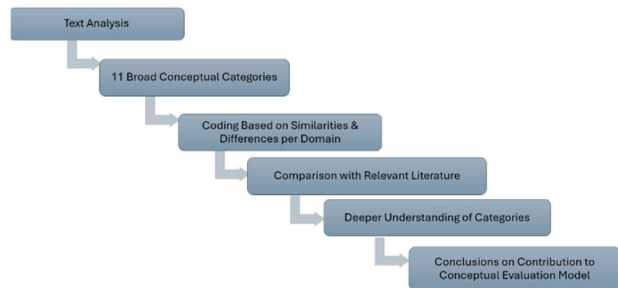 Text Analysis
11 Broad Conceptual Categories
Coding Based on Similarities &
Differences per Domain
Comparison with Relevant Literature
Deeper Understanding of Categories
Conclusions on Contribution to
Conceptual Evaluation Model